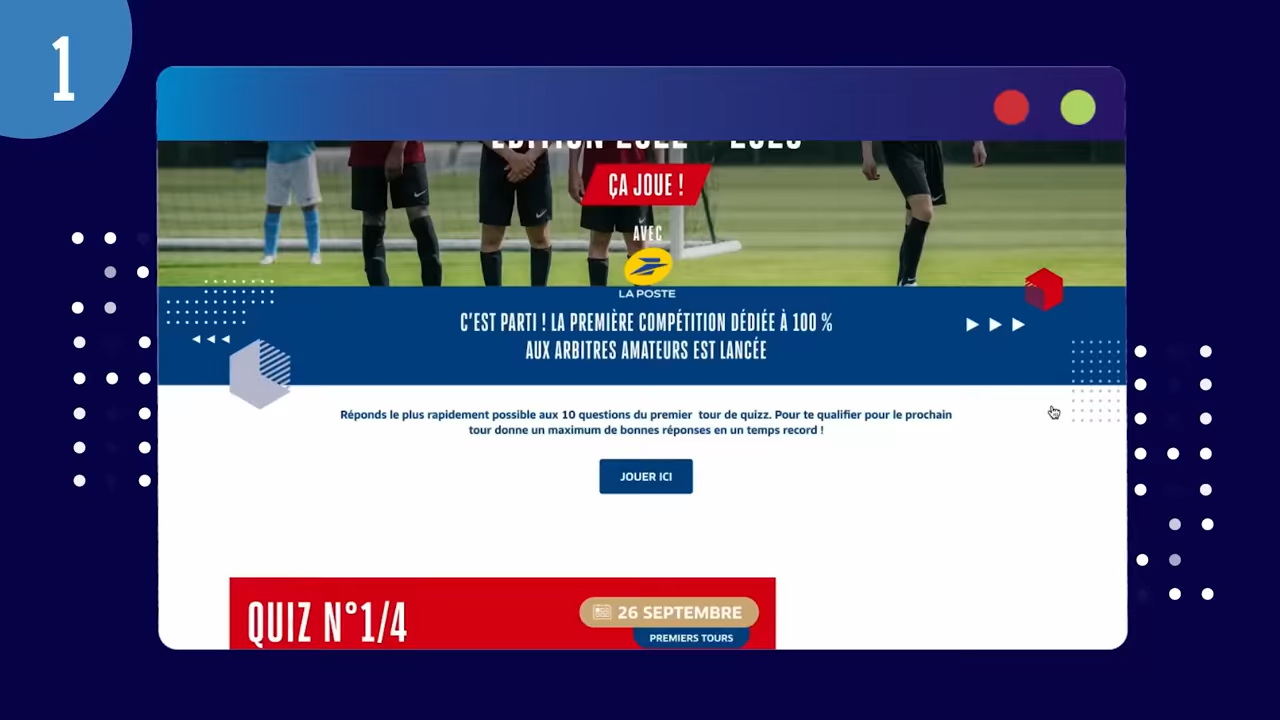 1
ÉDITION 2022 - 2023
ÇA JOUE !
AVEC
LA POSTE
C'EST PARTI ! LA PREMIÈRE COMPÉTITION DÉDIÉE À 100 %
AUX ARBITRES AMATEURS EST LANCÉE
Réponds le plus rapidement possible aux 10 questions du premier tour de quizz. Pour te qualifier pour le prochain
tour donne un maximum de bonnes réponses en un temps record !
JOUER ICI
QUIZ N°1/4
26 SEPTEMBRE
PREMIERS TOURS